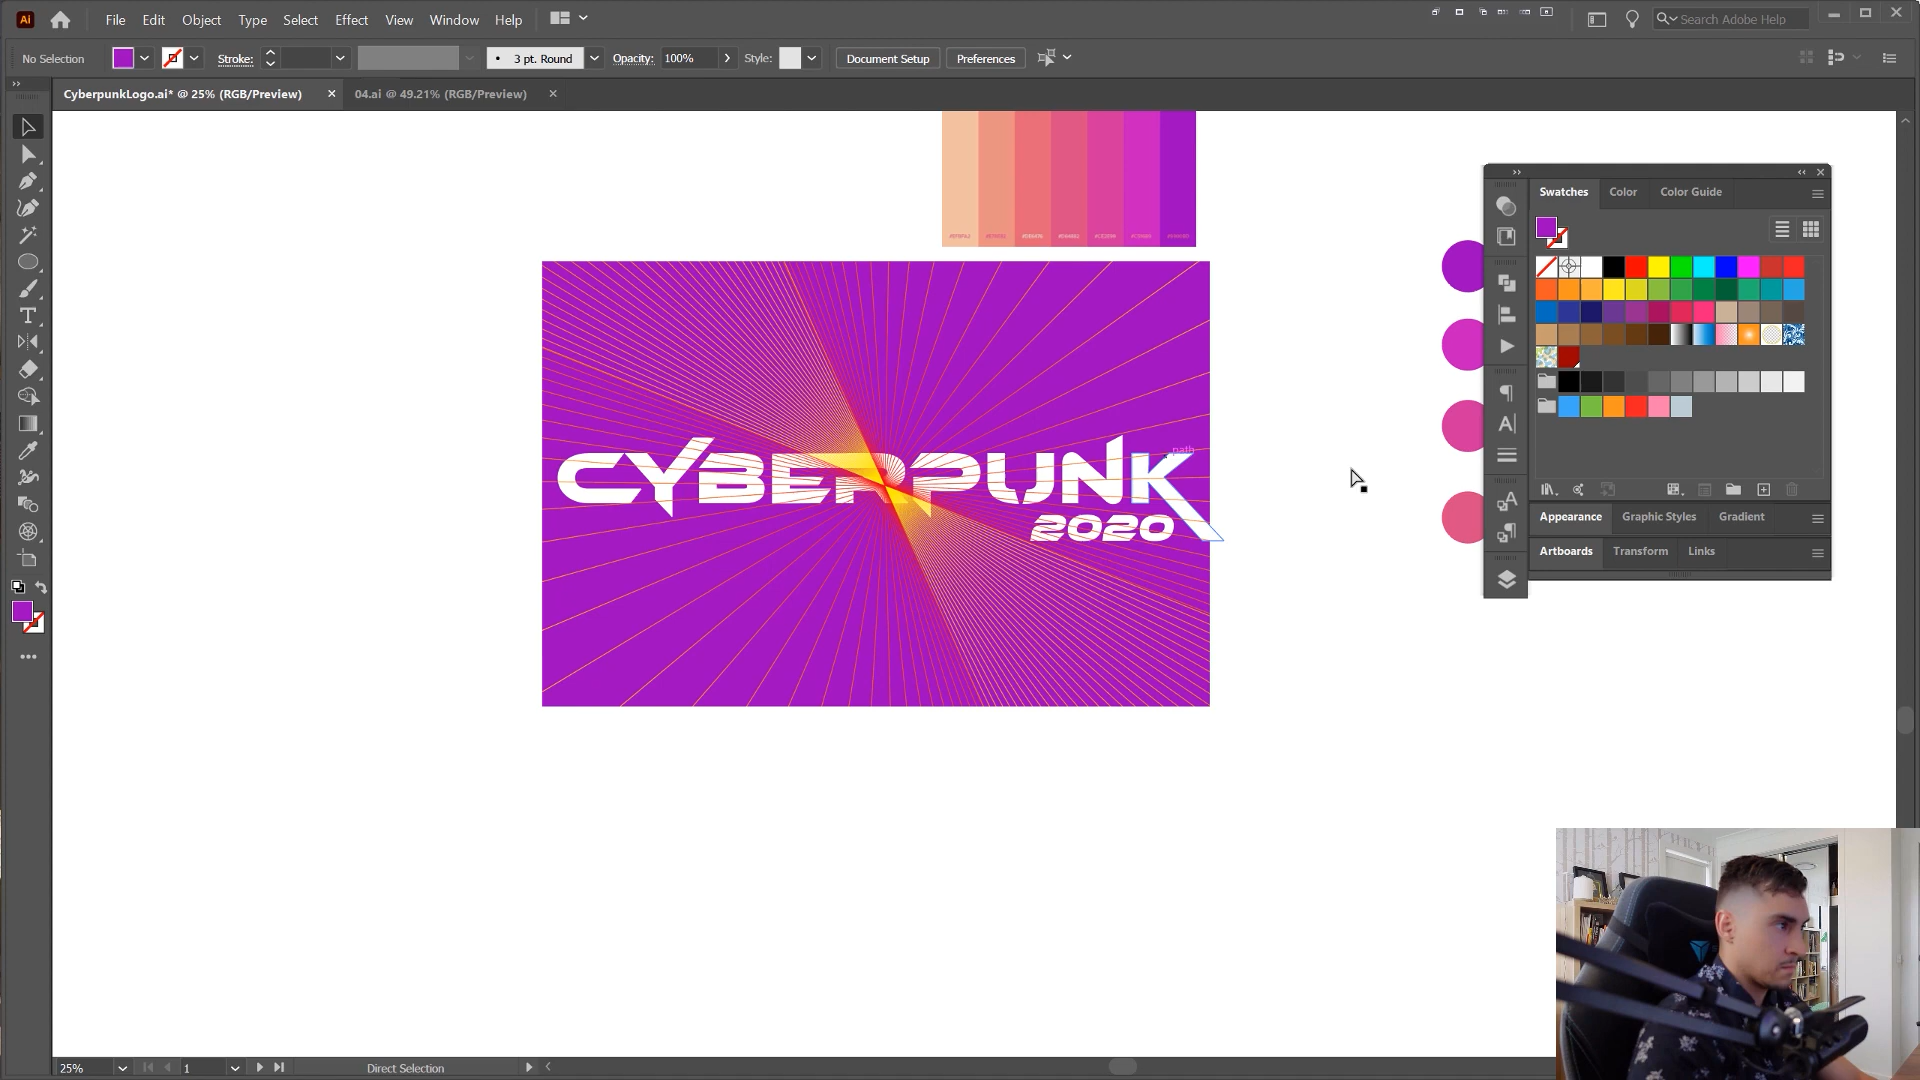 Ai File Edit Object Type Select Effect View Window Help
Search Adobe Help
No Selection Stroke: 3 pt. Round Opacity: 100% Style: Document Setup Preferences
CyberpunkLogo.ai* @ 25% (RGB/Preview) 04.ai @ 49.21% (RGB/Preview)
Swatches Color Color Guide
path
CYBERPUNK
2020
Appearance Graphic Styles Gradient
Artboards Transform Links
25% 1 Direct Selection